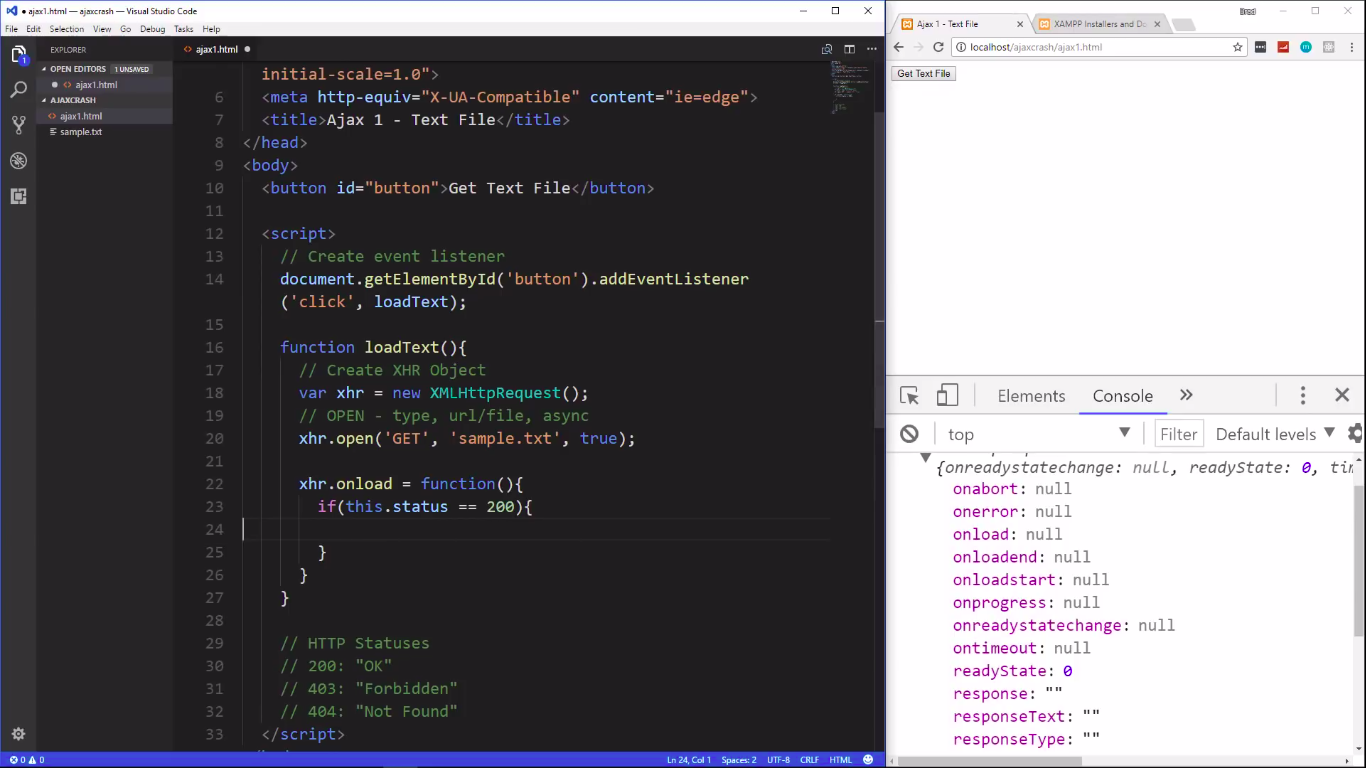 ajax1.html — ajaxcrash — Visual Studio Code
File Edit Selection View Go Debug Tasks Help
EXPLORER
OPEN EDITORS 1 UNSAVED
ajax1.html
AJAXCRASH
ajax1.html
sample.txt
1
ajax1.html
initial-scale=1.0">
6 <meta http-equiv="X-UA-Compatible" content="ie=edge">
7 <title>Ajax 1 - Text File</title>
8 </head>
9 <body>
10 <button id="button">Get Text File</button>
11
12 <script>
13 // Create event listener
14 document.getElementById('button').addEventListener
('click', loadText);
15
16 function loadText(){
17 // Create XHR Object
18 var xhr = new XMLHttpRequest();
19 // OPEN - type, url/file, async
20 xhr.open('GET', 'sample.txt', true);
21
22 xhr.onload = function(){
23 if(this.status == 200){
24
25 }
26 }
27 }
28
29 // HTTP Statuses
30 // 200: "OK"
31 // 403: "Forbidden"
32 // 404: "Not Found"
33 </script>
0 0 Ln 24, Col 1 Spaces: 2 UTF-8 CRLF HTML
Ajax 1 - Text File XAMPP Installers and Do Brad
localhost/ajaxcrash/ajax1.html
Get Text File
Elements Console »
top Filter Default levels
{onreadystatechange: null, readyState: 0, tim
onabort: null
onerror: null
onload: null
onloadend: null
onloadstart: null
onprogress: null
onreadystatechange: null
ontimeout: null
readyState: 0
response: ""
responseText: ""
responseType: ""